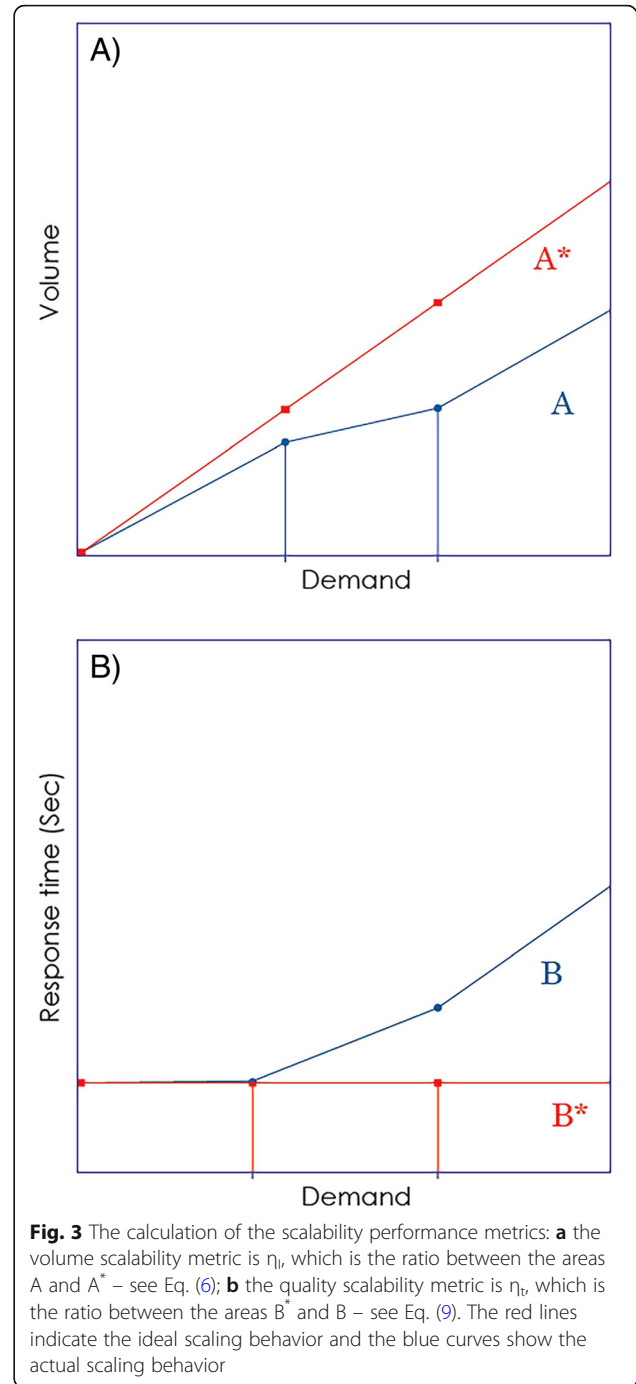 A)
Volume
A*
A
Demand
B)
Response time (Sec)
B
B*
Demand
Fig. 3 The calculation of the scalability performance metrics: a the
volume scalability metric is ηl, which is the ratio between the areas
A and A* – see Eq. (6); b the quality scalability metric is ηt, which is
the ratio between the areas B* and B – see Eq. (9). The red lines
indicate the ideal scaling behavior and the blue curves show the
actual scaling behavior